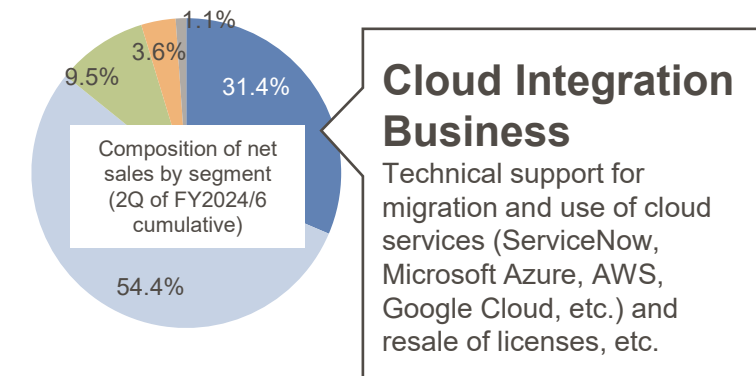 1.1%
3.6%
9.5%
31.4%
Composition of net
sales by segment
(2Q of FY2024/6
cumulative)
54.4%
Cloud Integration
Business
Technical support for
migration and use of cloud
services (ServiceNow,
Microsoft Azure, AWS,
Google Cloud, etc.) and
resale of licenses, etc.